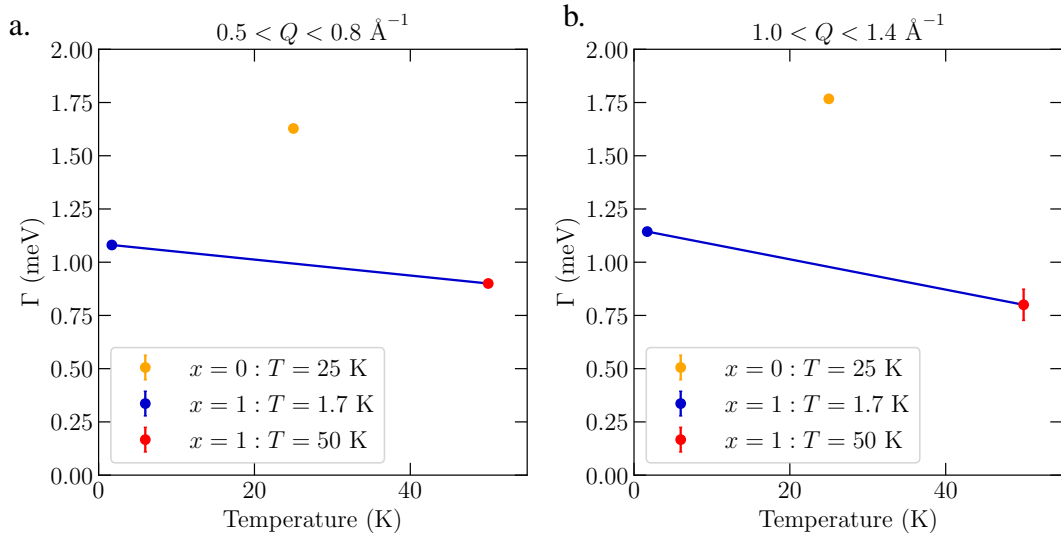 a.
0.5 < Q < 0.8 Å⁻¹
2.00
1.75
1.50
1.25
1.00
0.75
0.50
0.25
0.00
Γ (meV)
x = 0 : T = 25 K
x = 1 : T = 1.7 K
x = 1 : T = 50 K
0
20
40
Temperature (K)
b.
1.0 < Q < 1.4 Å⁻¹
2.00
1.75
1.50
1.25
1.00
0.75
0.50
0.25
0.00
Γ (meV)
x = 0 : T = 25 K
x = 1 : T = 1.7 K
x = 1 : T = 50 K
0
20
40
Temperature (K)